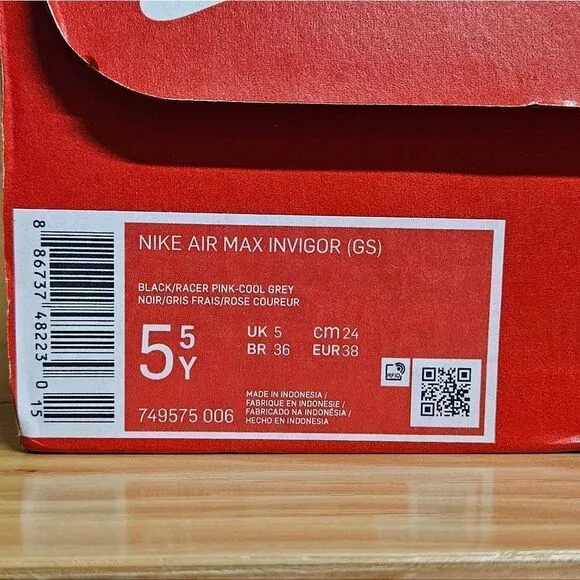 NIKE AIR MAX INVIGOR (GS)
BLACK/RACER PINK-COOL GREY
NOIR/GRIS FRAIS/ROSE COUREUR
5 5 Y
UK 5 cm 24
BR 36 EUR 38
RFID
749575 006
MADE IN INDONESIA/
FABRIQUE EN INDONESIE/
FABRICADO NA INDONÉSIA/
HECHO EN INDONESIA
8 86737 48223 0 15